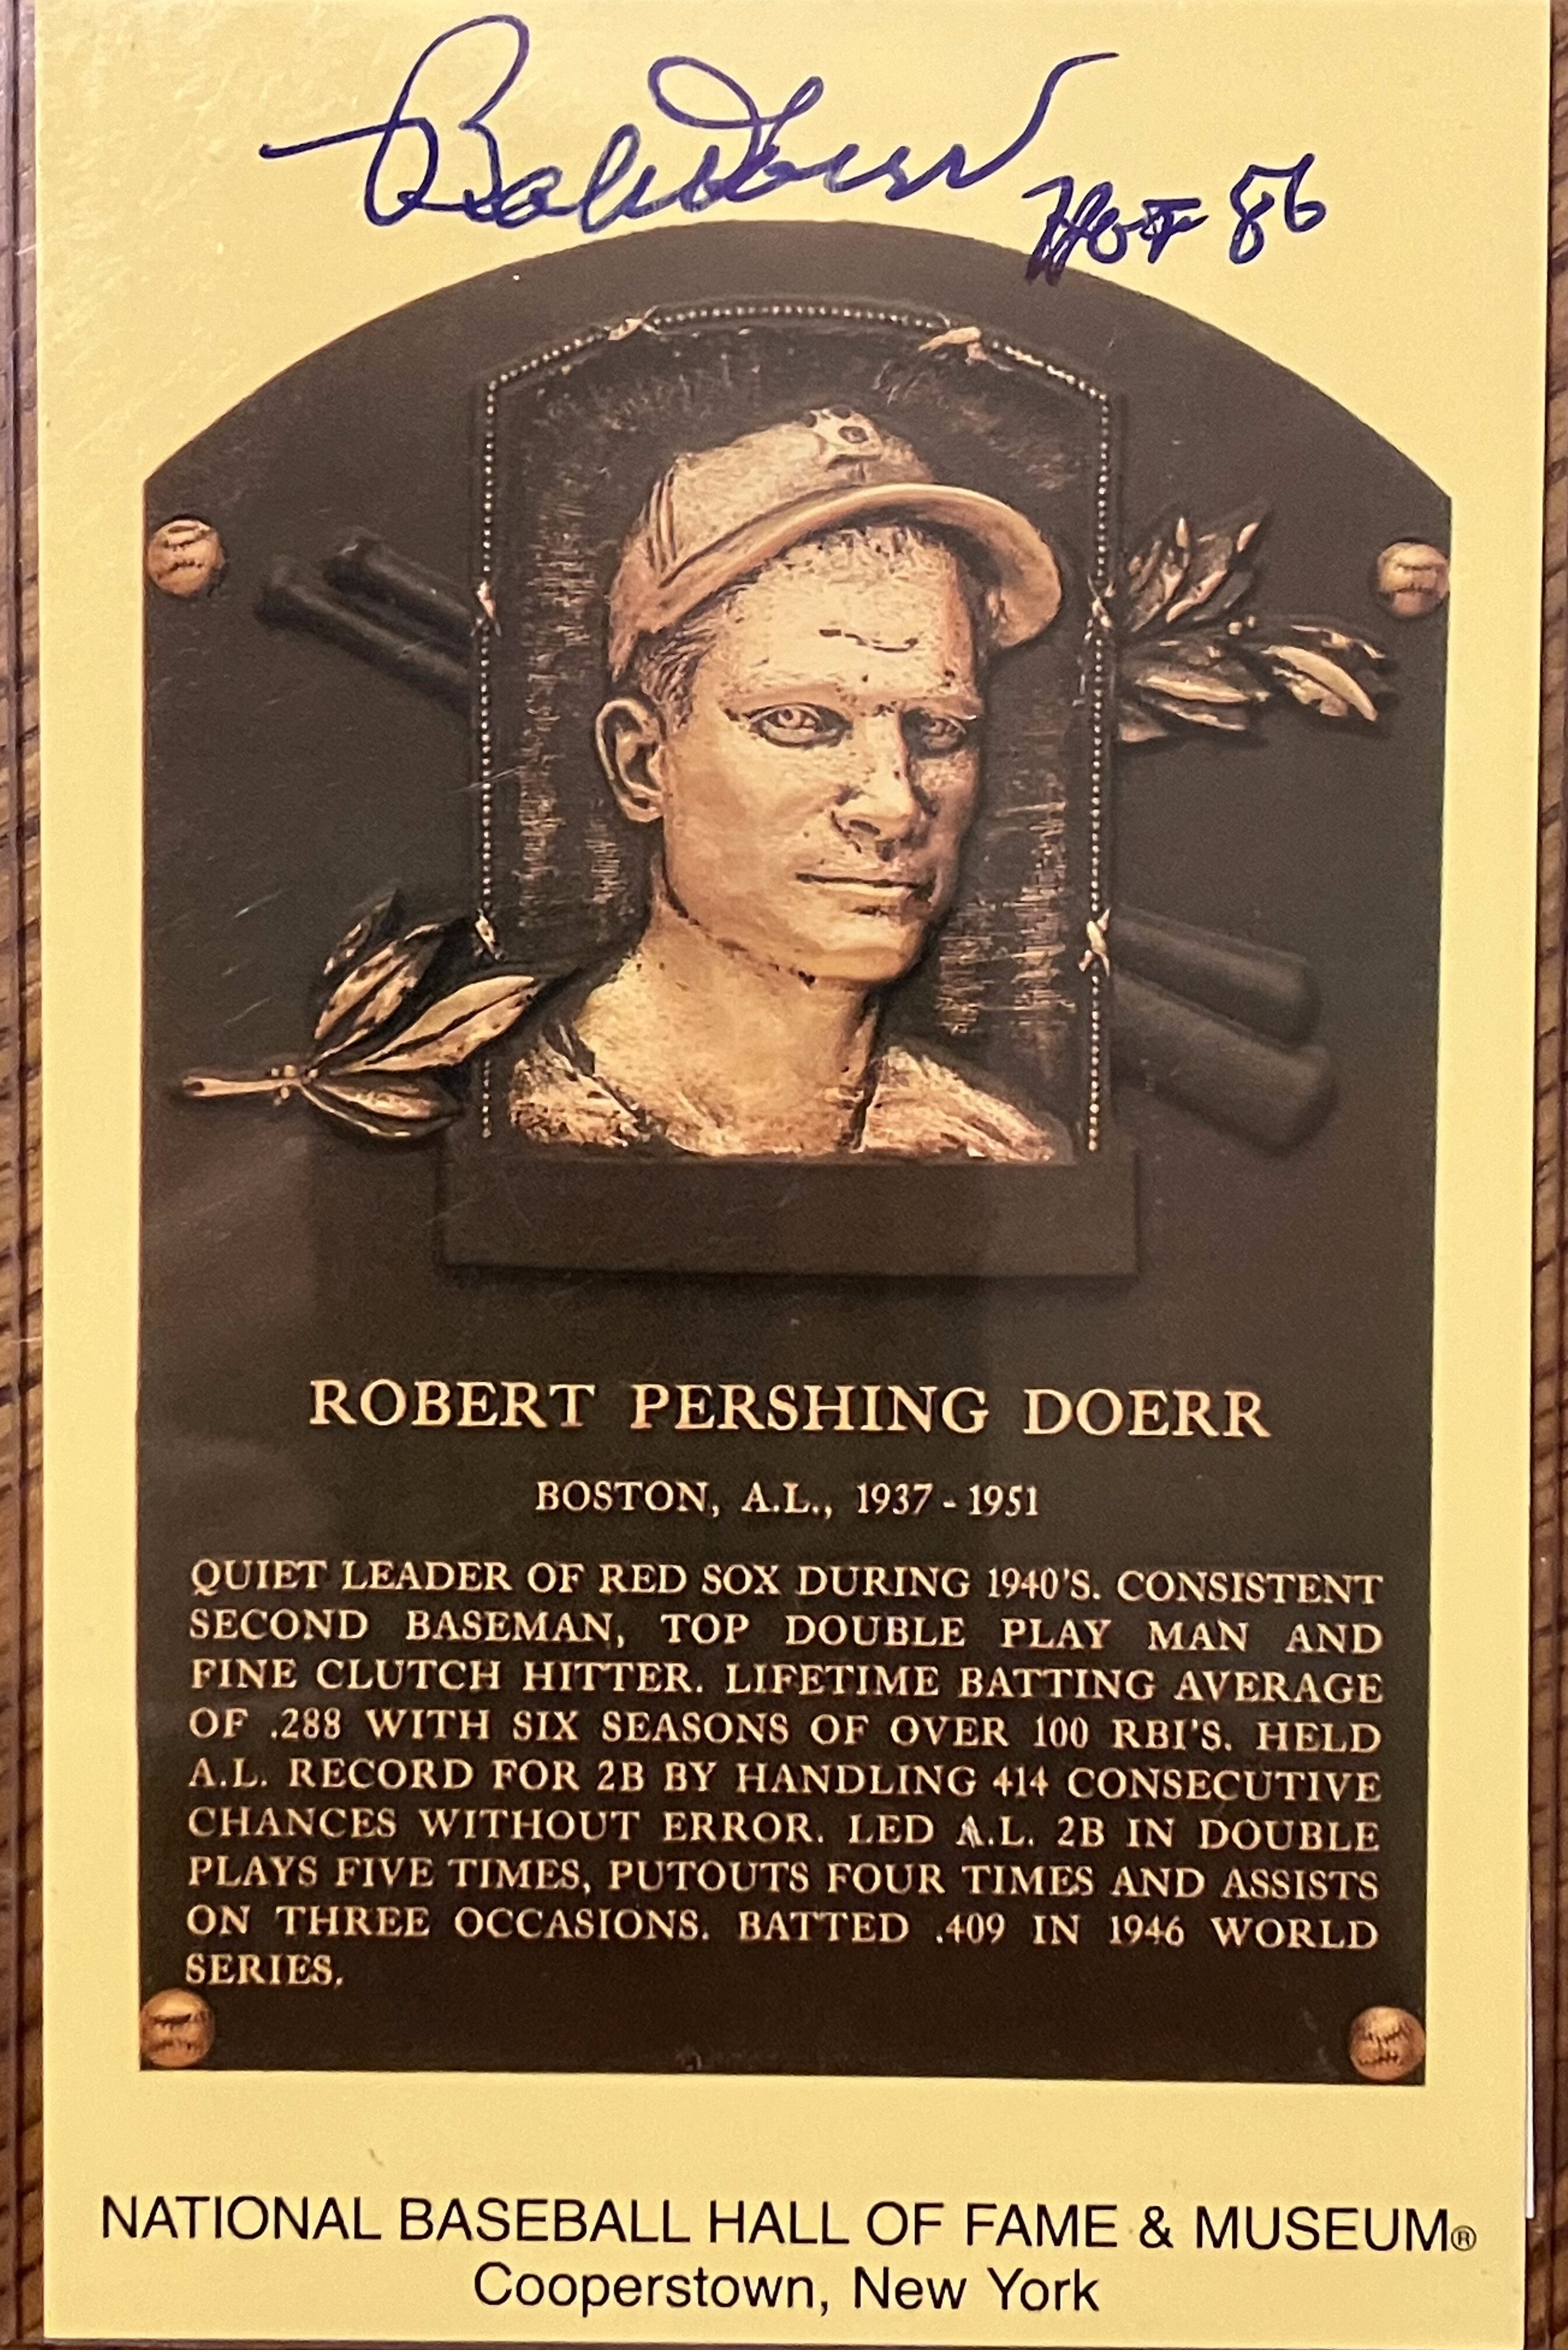 Bobby Doerr
HOF 86
ROBERT PERSHING DOERR
BOSTON, A.L., 1937 - 1951
QUIET LEADER OF RED SOX DURING 1940'S. CONSISTENT
SECOND BASEMAN, TOP DOUBLE PLAY MAN AND
FINE CLUTCH HITTER. LIFETIME BATTING AVERAGE
OF .288 WITH SIX SEASONS OF OVER 100 RBI'S. HELD
A.L. RECORD FOR 2B BY HANDLING 414 CONSECUTIVE
CHANCES WITHOUT ERROR. LED A.L. 2B IN DOUBLE
PLAYS FIVE TIMES, PUTOUTS FOUR TIMES AND ASSISTS
ON THREE OCCASIONS. BATTED .409 IN 1946 WORLD
SERIES.
NATIONAL BASEBALL HALL OF FAME & MUSEUM®
Cooperstown, New York